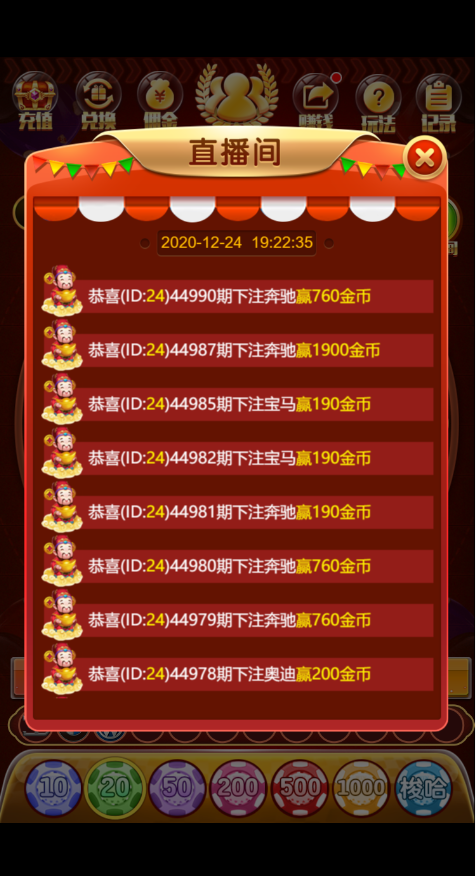 充值
兑换
佣金
赚钱
玩法
记录
直播间
2020-12-24 19:22:35
恭喜(ID:24)44990期下注奔驰赢760金币
恭喜(ID:24)44987期下注奔驰赢1900金币
恭喜(ID:24)44985期下注宝马赢190金币
恭喜(ID:24)44982期下注宝马赢190金币
恭喜(ID:24)44981期下注奔驰赢190金币
恭喜(ID:24)44980期下注奔驰赢760金币
恭喜(ID:24)44979期下注奔驰赢760金币
恭喜(ID:24)44978期下注奥迪赢200金币
10
20
50
200
500
1000
梭哈